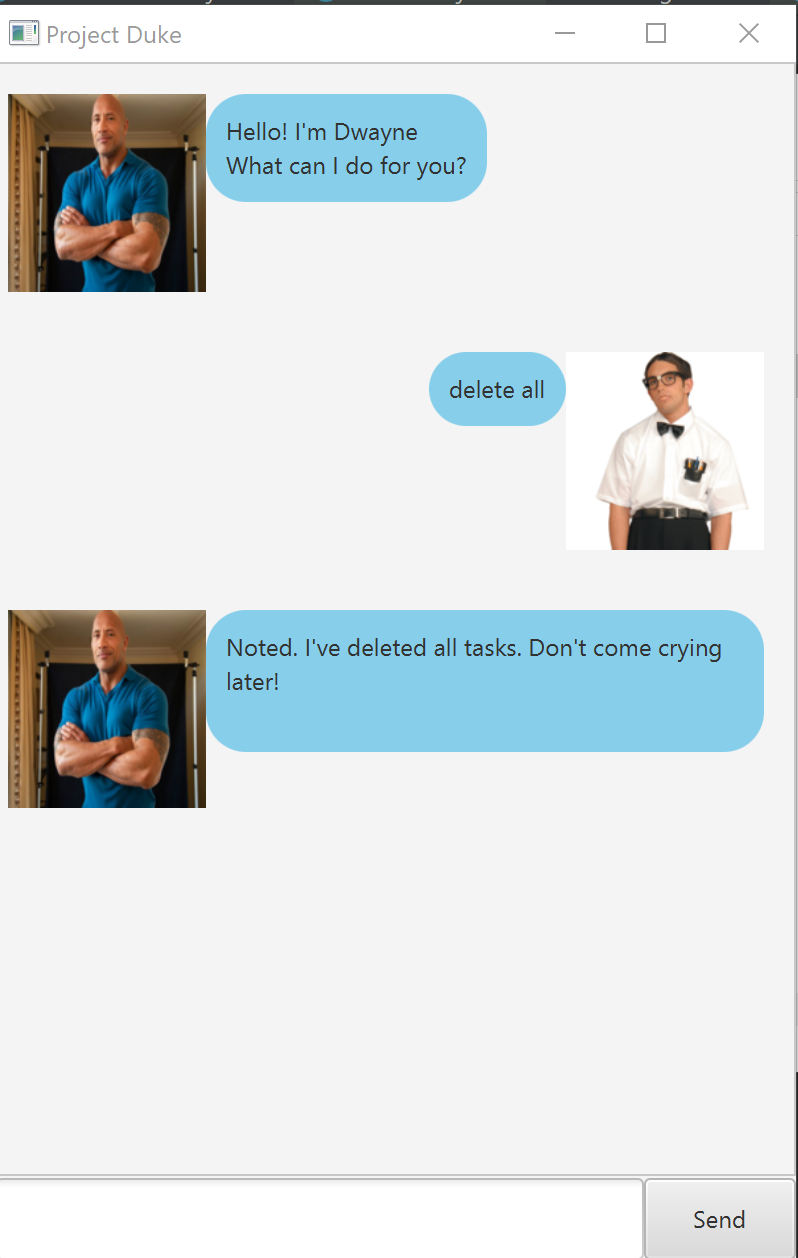 Project Duke
Hello! I'm Dwayne
What can I do for you?
delete all
Noted. I've deleted all tasks. Don't come crying
later!
Send